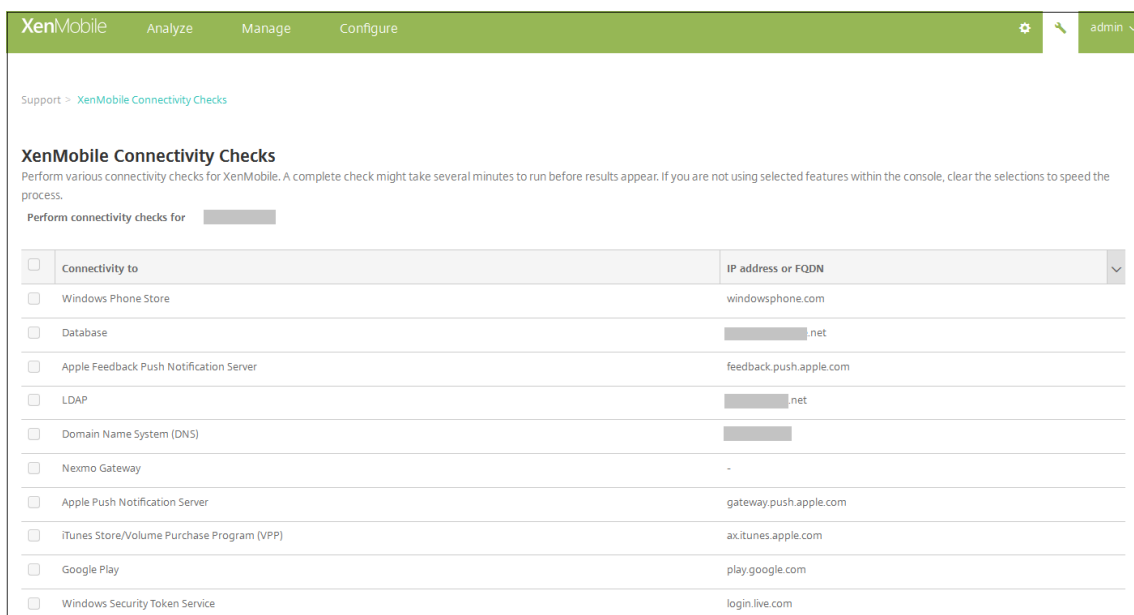 XenMobile Analyze Manage Configure admin
Support > XenMobile Connectivity Checks
XenMobile Connectivity Checks
Perform various connectivity checks for XenMobile. A complete check might take several minutes to run before results appear. If you are not using selected features within the console, clear the selections to speed the
process.
Perform connectivity checks for
Connectivity to IP address or FQDN
Windows Phone Store windowsphone.com
Database .net
Apple Feedback Push Notification Server feedback.push.apple.com
LDAP .net
Domain Name System (DNS)
Nexmo Gateway -
Apple Push Notification Server gateway.push.apple.com
iTunes Store/Volume Purchase Program (VPP) ax.itunes.apple.com
Google Play play.google.com
Windows Security Token Service login.live.com